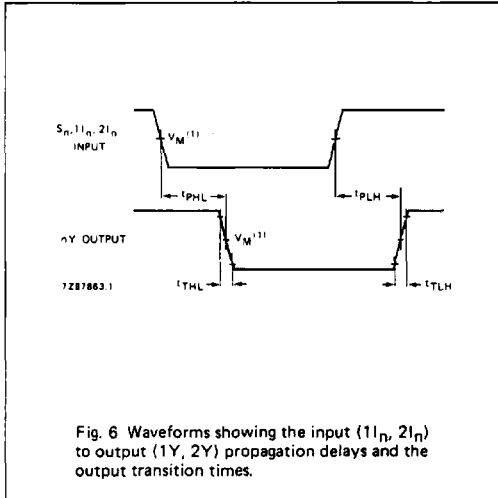 Sn, 1In, 2In
INPUT
VM(1)
tPHL
tPLH
nY OUTPUT
VM(1)
7Z87863.1
tTHL
tTLH
Fig. 6 Waveforms showing the input (1In, 2In)
to output (1Y, 2Y) propagation delays and the
output transition times.